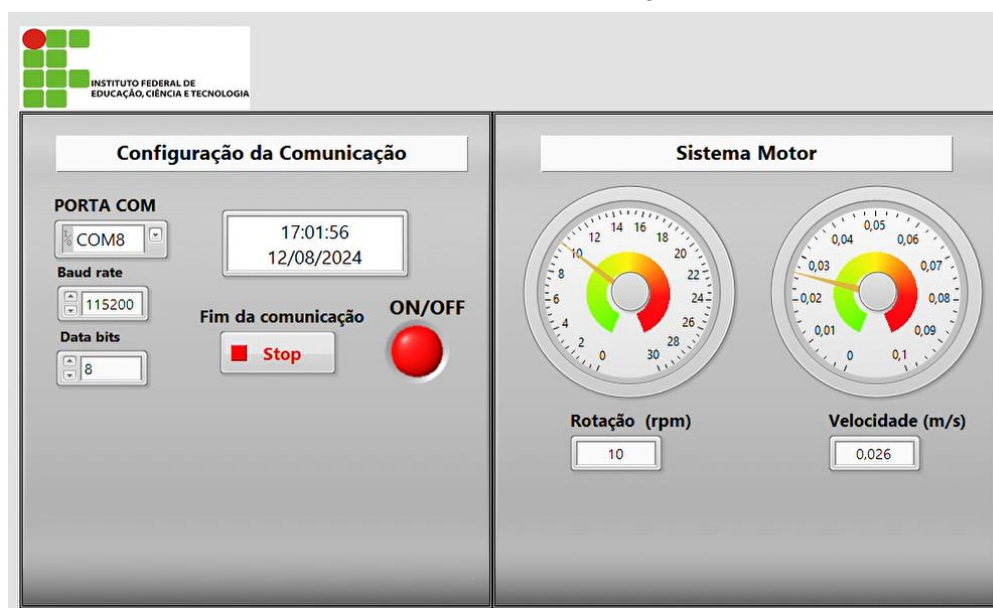 INSTITUTO FEDERAL DE
EDUCAÇÃO, CIÊNCIA E TECNOLOGIA
Configuração da Comunicação
PORTA COM
I/O COM8
17:01:56
12/08/2024
Baud rate
115200
Data bits
8
Fim da comunicação
Stop
ON/OFF
Sistema Motor
0 2 4 6 8 10 12 14 16 18 20 22 24 26 28 30
Rotação (rpm)
10
0 0,01 0,02 0,03 0,04 0,05 0,06 0,07 0,08 0,09 0,1
Velocidade (m/s)
0,026